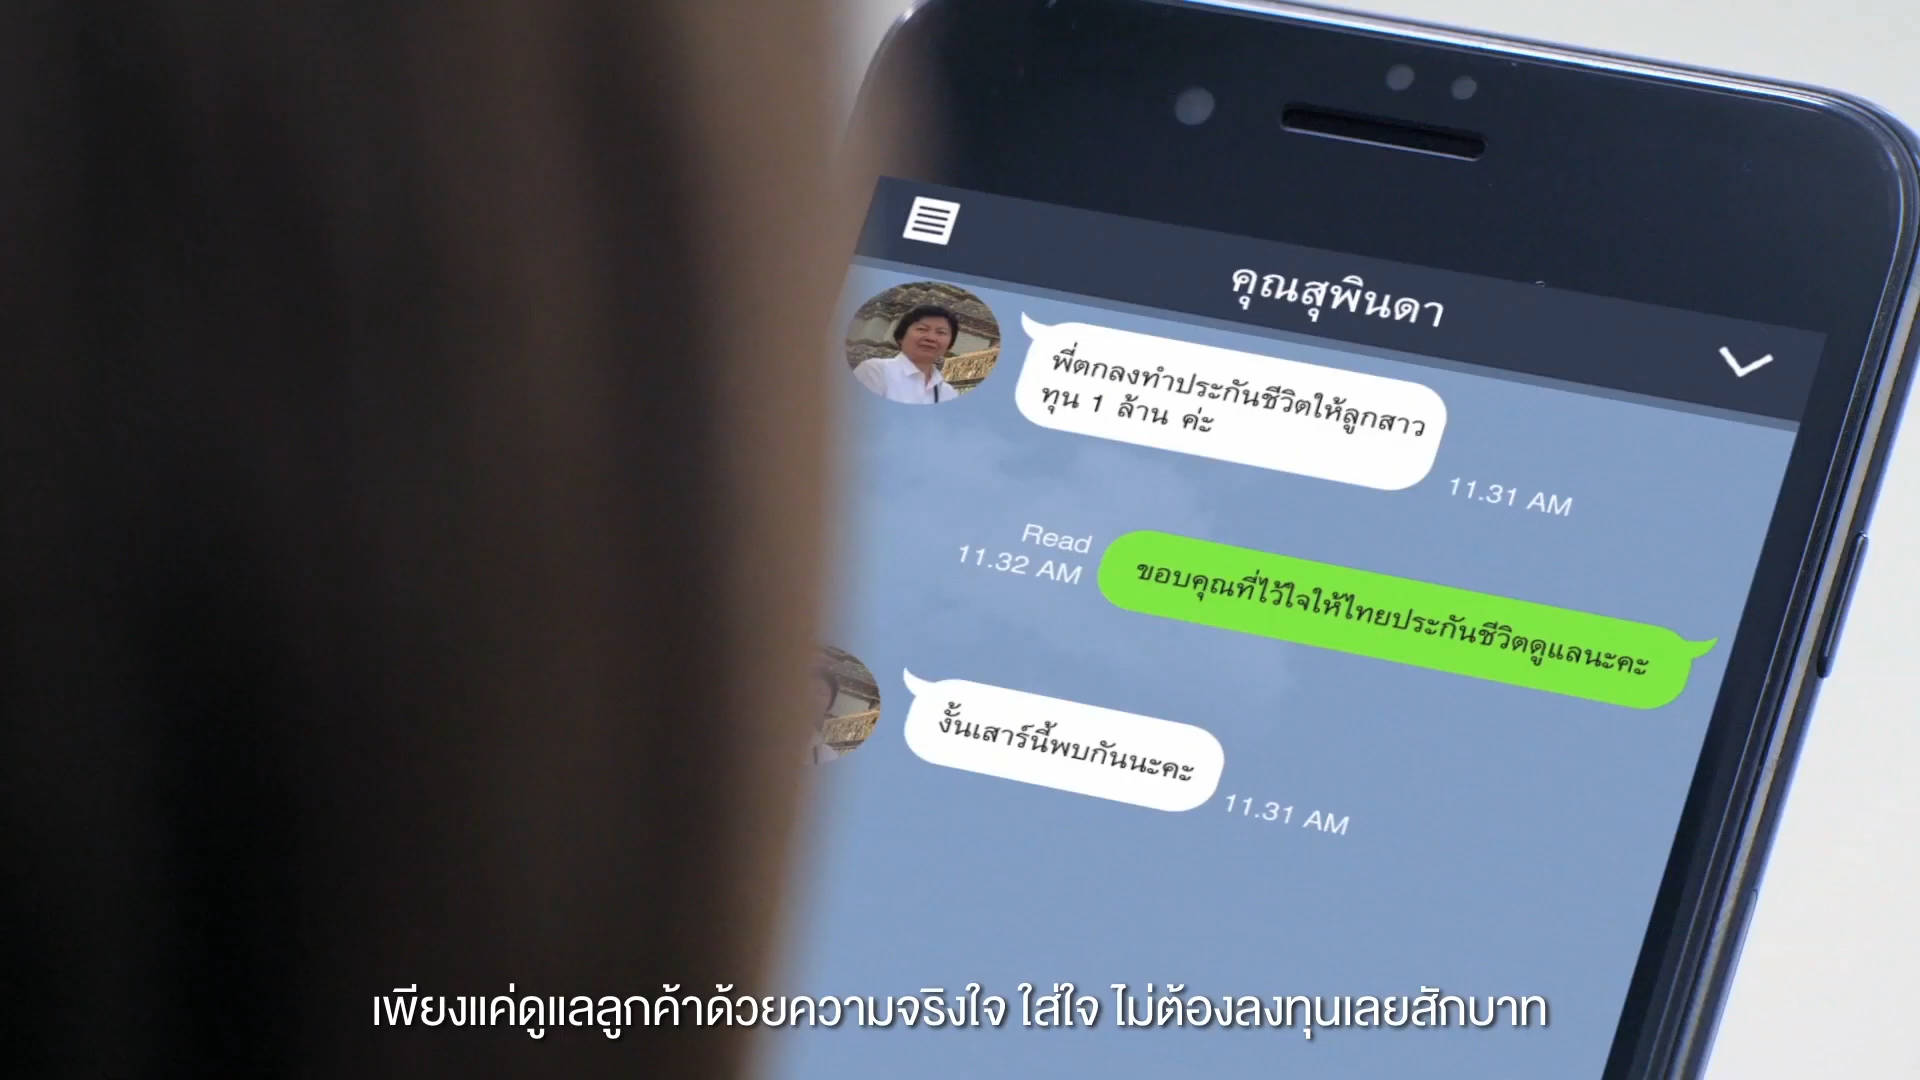 คุณสุพินดา
พี่ตกลงทำประกันชีวิตให้ลูกสาว
ทุน 1 ล้าน ค่ะ
11.31 AM
Read
11.32 AM
ขอบคุณที่ไว้ใจให้ไทยประกันชีวิตดูแลนะคะ
งั้นเสาร์นี้พบกันนะคะ
11.31 AM
เพียงแค่ดูแลลูกค้าด้วยความจริงใจ ใส่ใจ ไม่ต้องลงทุนเลยสักบาท